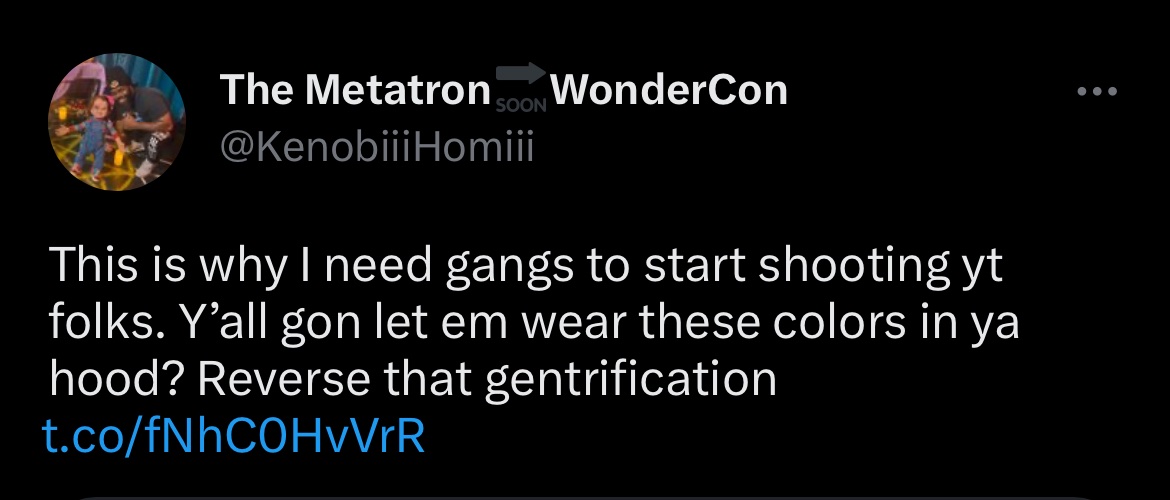 The Metatron🔜WonderCon
@KenobiiiHomiii
This is why I need gangs to start shooting yt
folks. Y’all gon let em wear these colors in ya
hood? Reverse that gentrification
t.co/fNhC0HvVrR